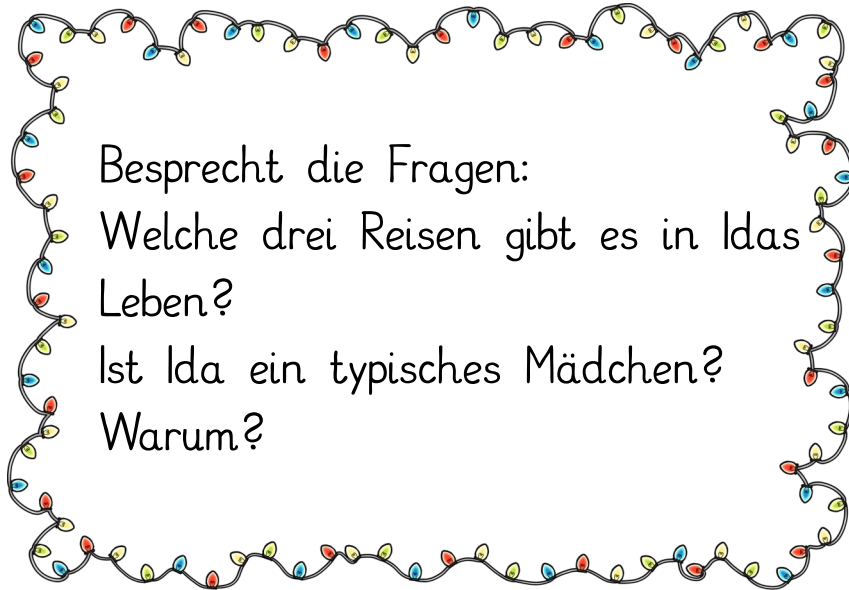 Besprecht die Fragen:
Welche drei Reisen gibt es in Idas
Leben?
Ist Ida ein typisches Mädchen?
Warum?